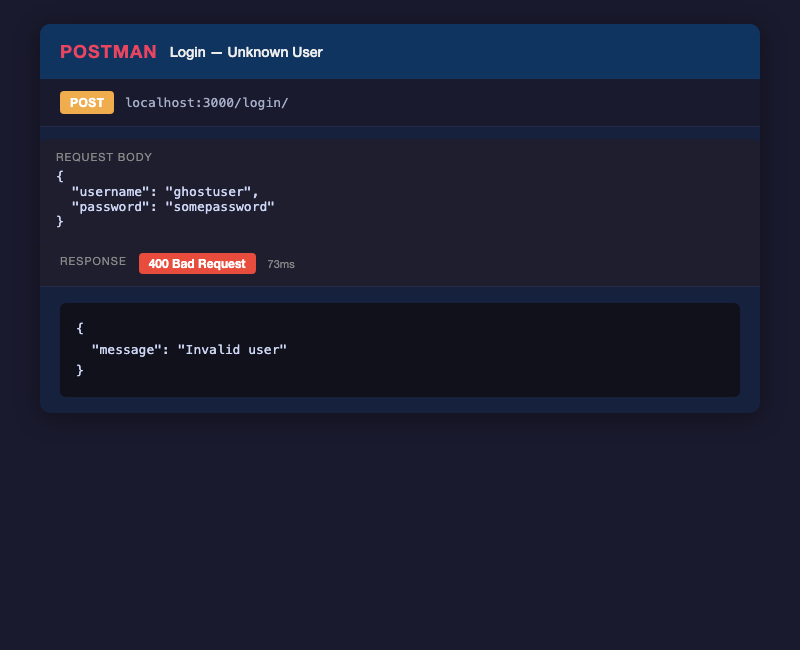 POSTMAN Login — Unknown User
POST localhost:3000/login/
REQUEST BODY
{
  "username": "ghostuser",
  "password": "somepassword"
}
RESPONSE 400 Bad Request 73ms
{
  "message": "Invalid user"
}